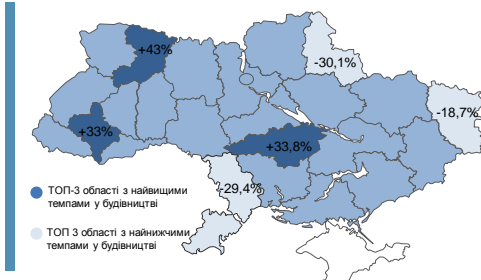 +43%
-30,1%
-18,7%
+33%
+33,8%
-29,4%
ТОП-3 області з найвищими
темпами у будівництві
ТОП 3 області з найнижчими
темпами у будівництві